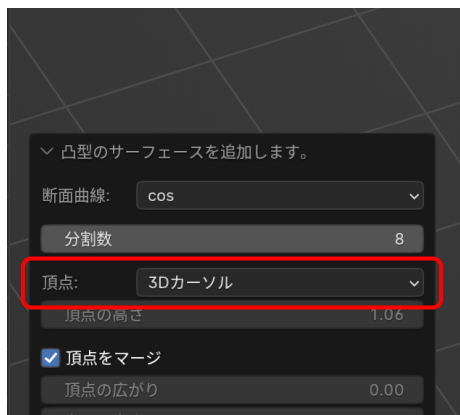 凸型のサーフェースを追加します。
断面曲線: cos
分割数 8
頂点: 3Dカーソル
頂点の高さ 1.06
頂点をマージ
頂点の広がり 0.00